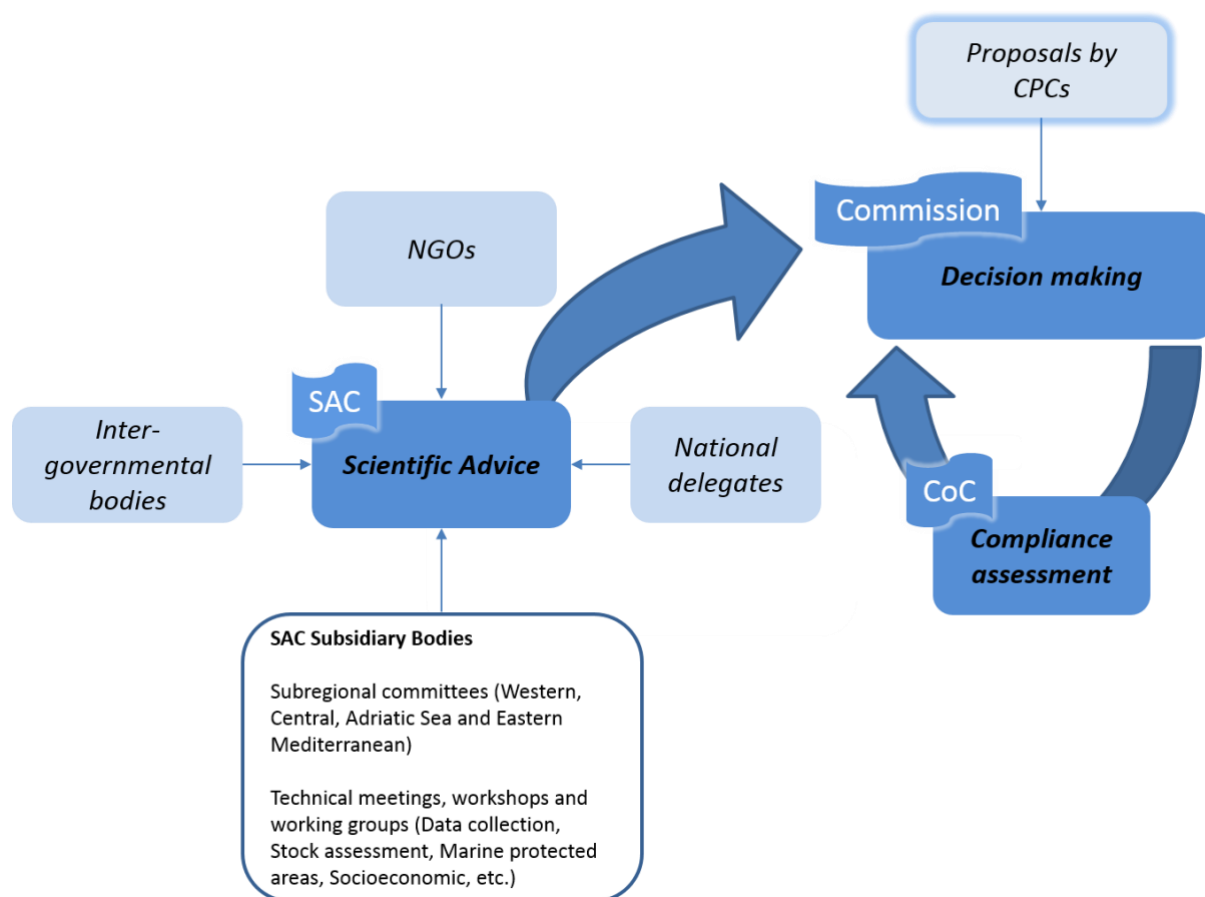 Proposals by
CPCs
Commission
Decision making
NGOs
SAC
Scientific Advice
Inter-
governmental
bodies
National
delegates
CoC
Compliance
assessment
SAC Subsidiary Bodies
Subregional committees (Western,
Central, Adriatic Sea and Eastern
Mediterranean)
Technical meetings, workshops and
working groups (Data collection,
Stock assessment, Marine protected
areas, Socioeconomic, etc.)